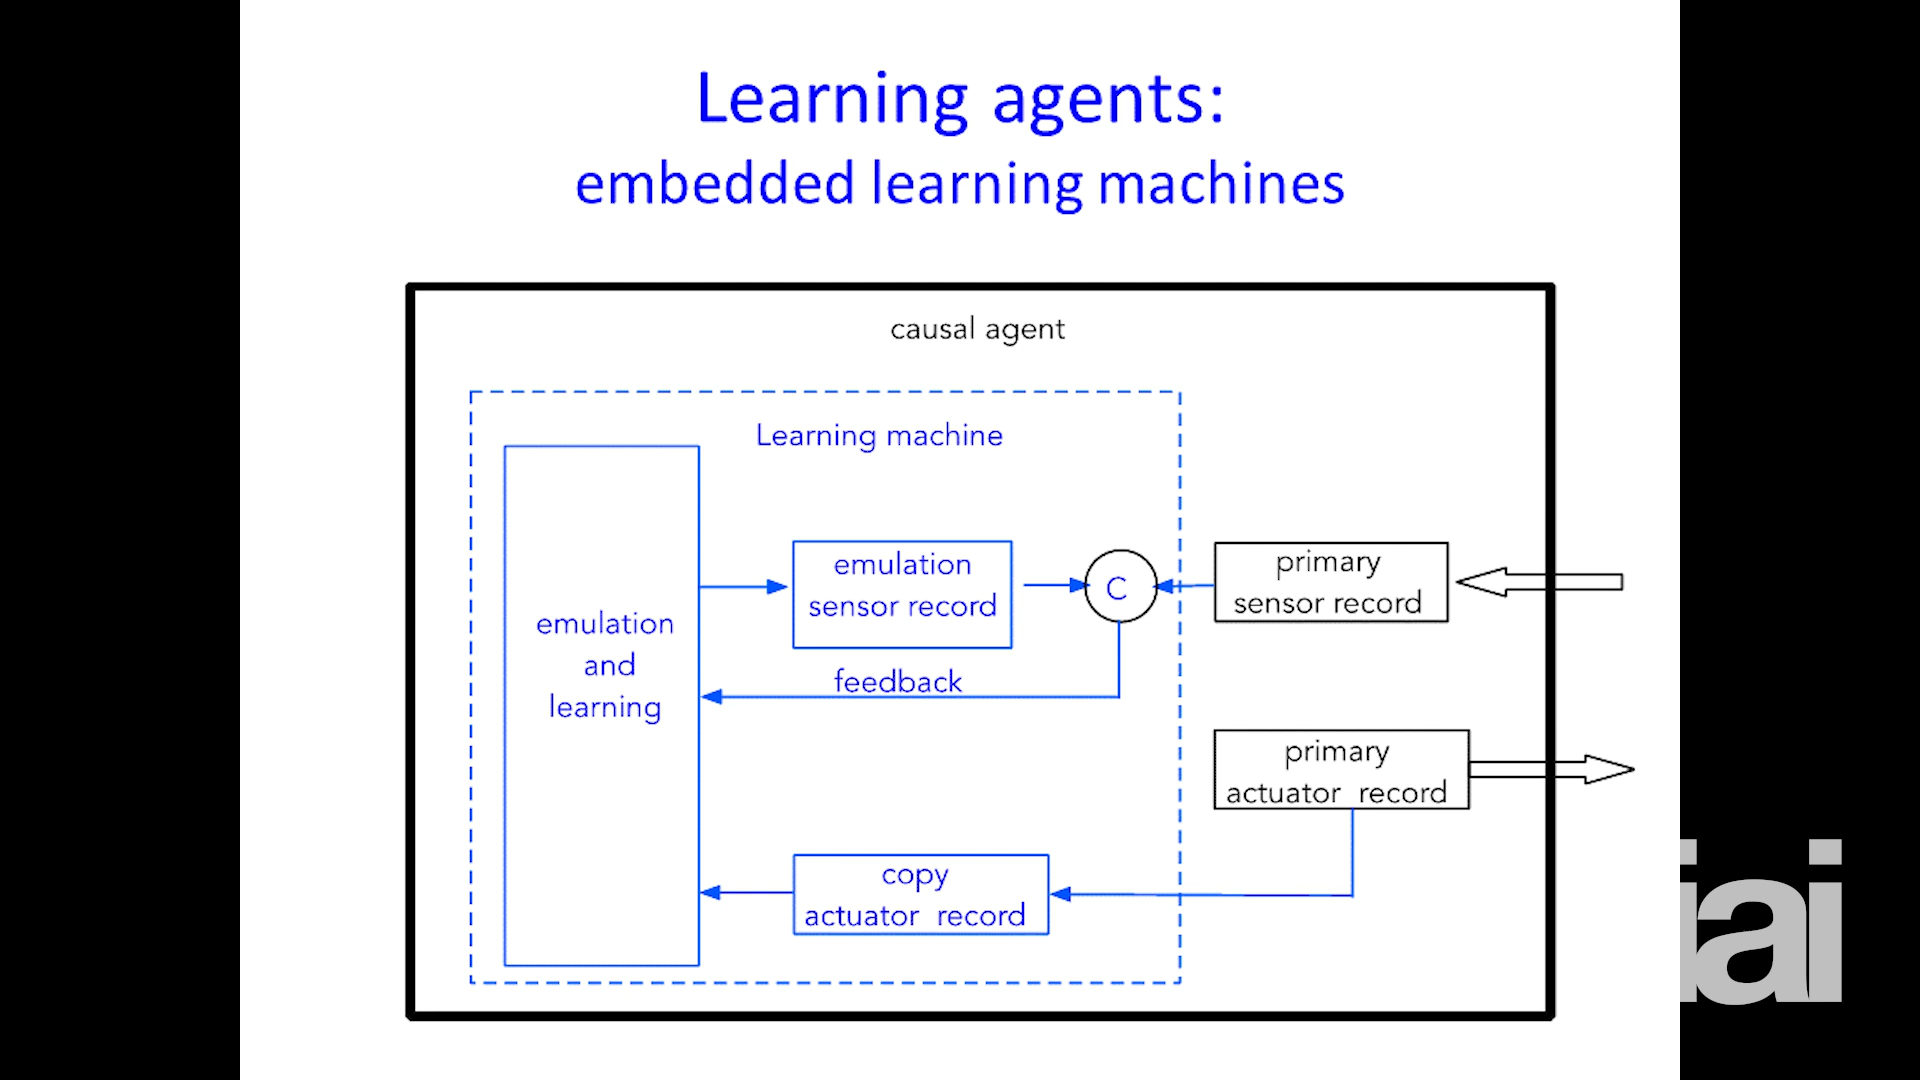 Learning agents:
embedded learning machines
causal agent
Learning machine
emulation
and
learning
emulation
sensor record
C
primary
sensor record
feedback
primary
actuator record
copy
actuator record
iai